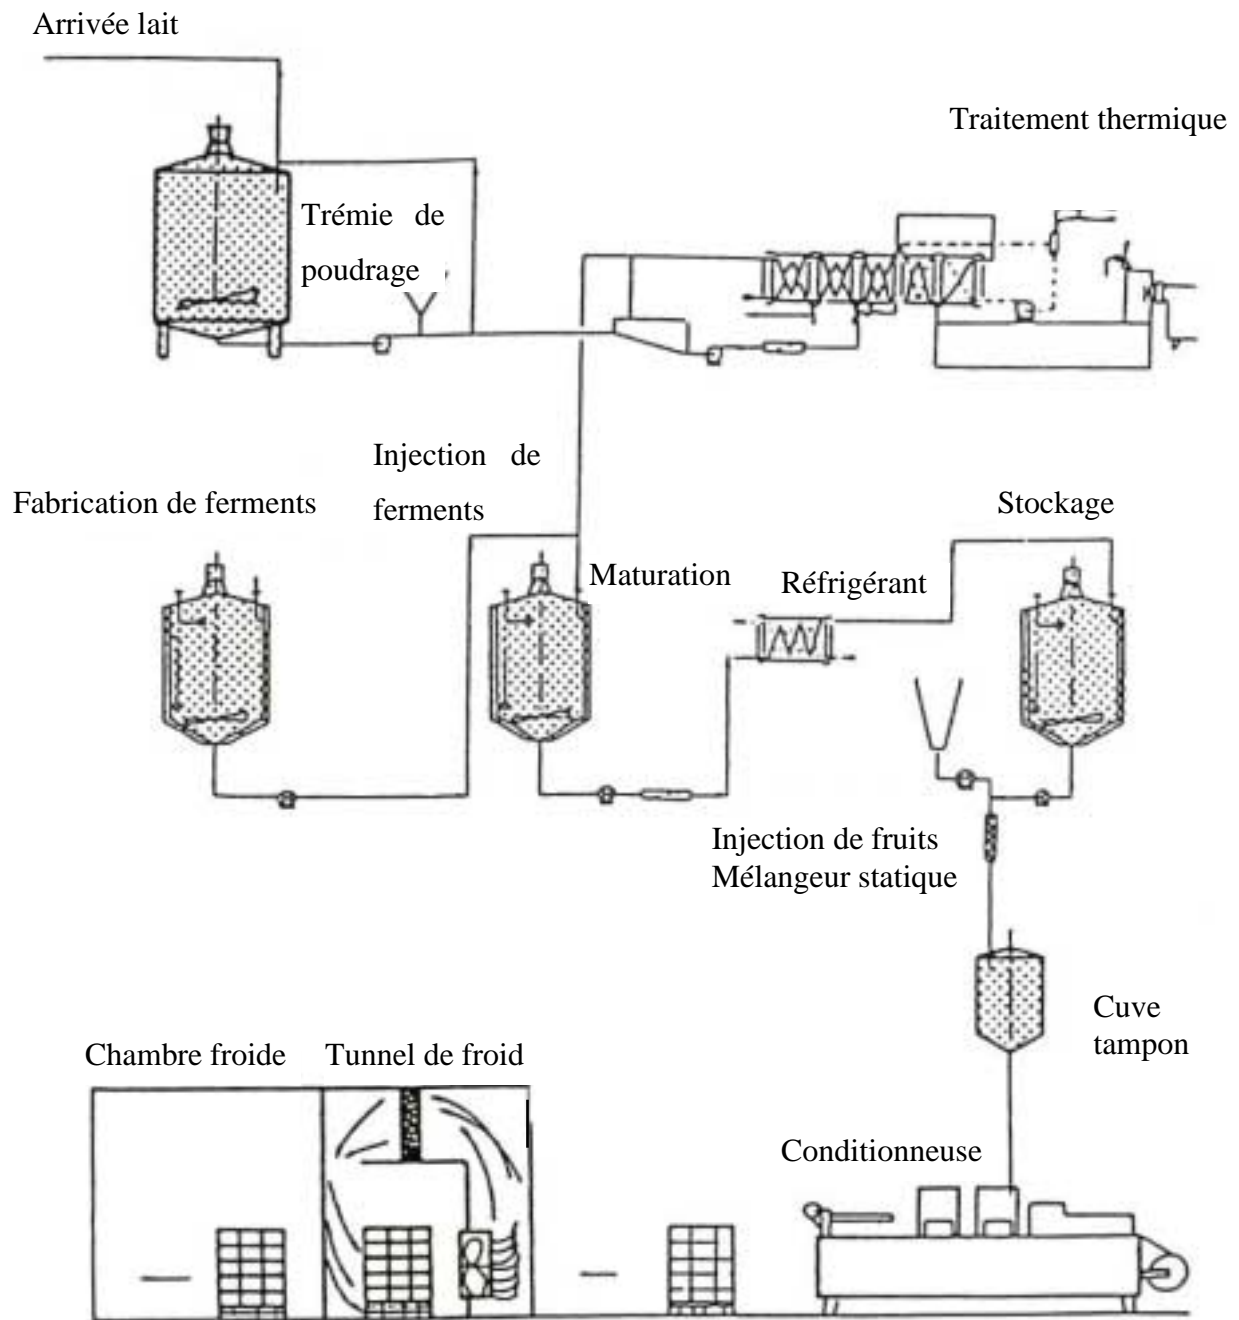 Arrivée lait
Traitement thermique
Trémie de
poudrage
Injection de
ferments
Fabrication de ferments
Stockage
Maturation
Réfrigérant
Injection de fruits
Mélangeur statique
Cuve
tampon
Chambre froide
Tunnel de froid
Conditionneuse